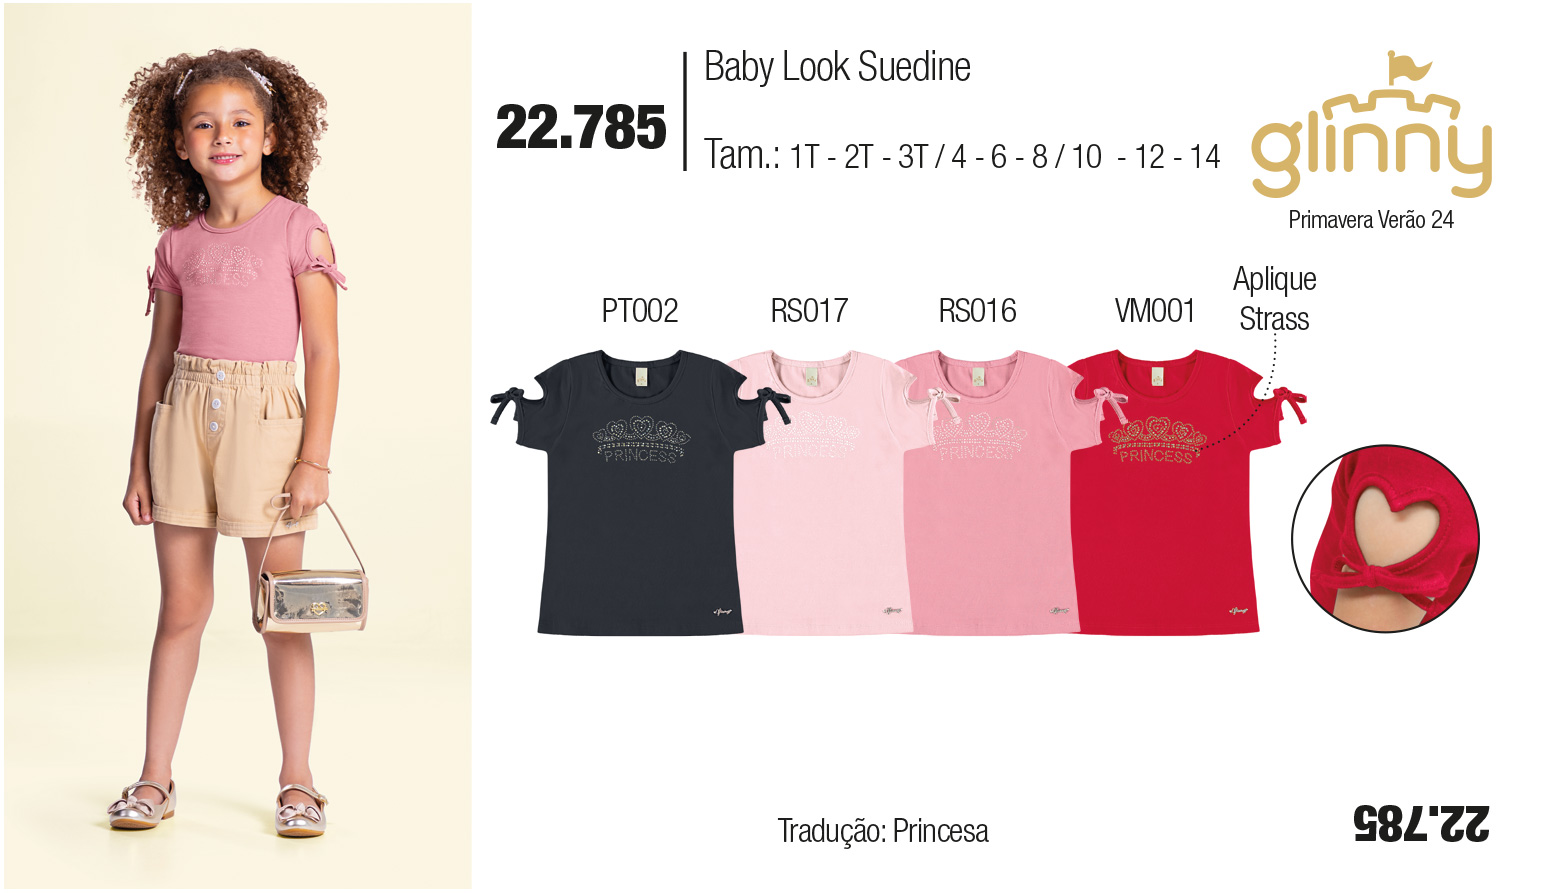 22.785
Baby Look Suedine
Tam.: 1T - 2T - 3T / 4 - 6 - 8 / 10 - 12 - 14
glinny
Primavera Verão 24
PT002
RS017
RS016
VM001
Aplique
Strass
PRINCESS
PRINCESS
PRINCESS
PRINCESS
PRINCESS
Tradução: Princesa
22.785